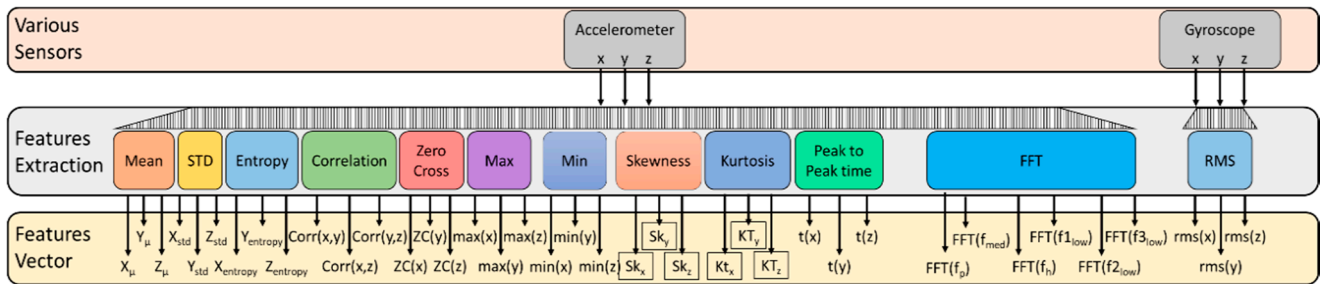 Various
Sensors
Accelerometer
x y z
Gyroscope
x y z
Features
Extraction
Mean
STD
Entropy
Correlation
Zero
Cross
Max
Min
Skewness
Kurtosis
Peak to
Peak time
FFT
RMS
Features
Vector
Yμ Xstd Zstd Yentropy Corr(x,y) Corr(y,z) ZC(y) max(x) max(z) min(y) Sky KTy t(x) t(z) FFT(fmed) FFT(f1low) FFT(f3low) rms(x) rms(z)
Xμ Zμ Ystd Xentropy Zentropy Corr(x,z) ZC(x) ZC(z) max(y) min(x) min(z) Skx Skz Ktx KTz t(y) FFT(fp) FFT(fh) FFT(f2low) rms(y)